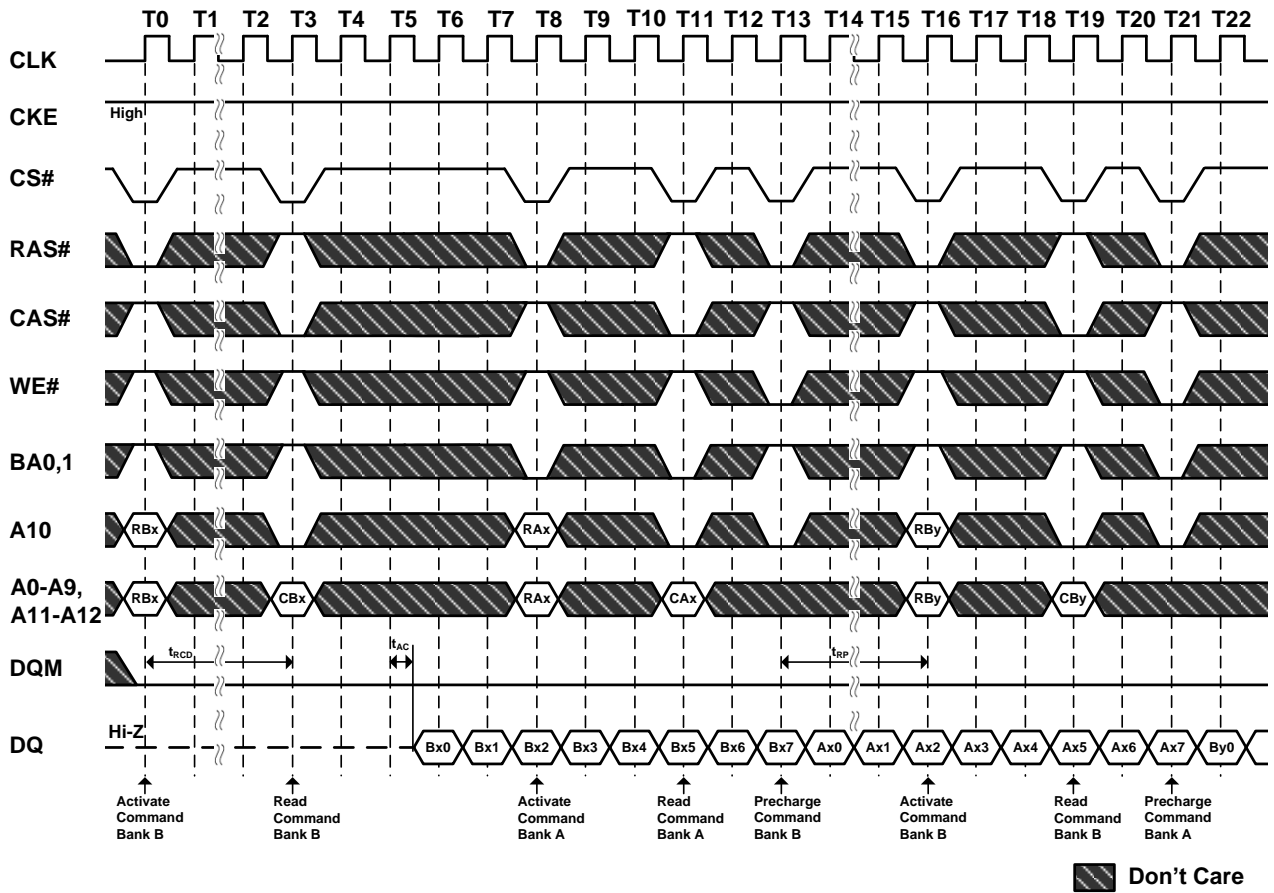 T0 T1 T2 T3 T4 T5 T6 T7 T8 T9 T10 T11 T12 T13 T14 T15 T16 T17 T18 T19 T20 T21 T22
CLK
CKE
High
CS#
RAS#
CAS#
WE#
BA0,1
A10
RBx RAx RBy
A0-A9,
A11-A12
RBx CBx RAx CAx RBy CBy
DQM
tRCD
tAC
tRP
DQ
Hi-Z
Bx0 Bx1 Bx2 Bx3 Bx4 Bx5 Bx6 Bx7 Ax0 Ax1 Ax2 Ax3 Ax4 Ax5 Ax6 Ax7 By0
Activate
Command
Bank B
Read
Command
Bank B
Activate
Command
Bank A
Read
Command
Bank A
Precharge
Command
Bank B
Activate
Command
Bank B
Read
Command
Bank B
Precharge
Command
Bank A
Don't Care